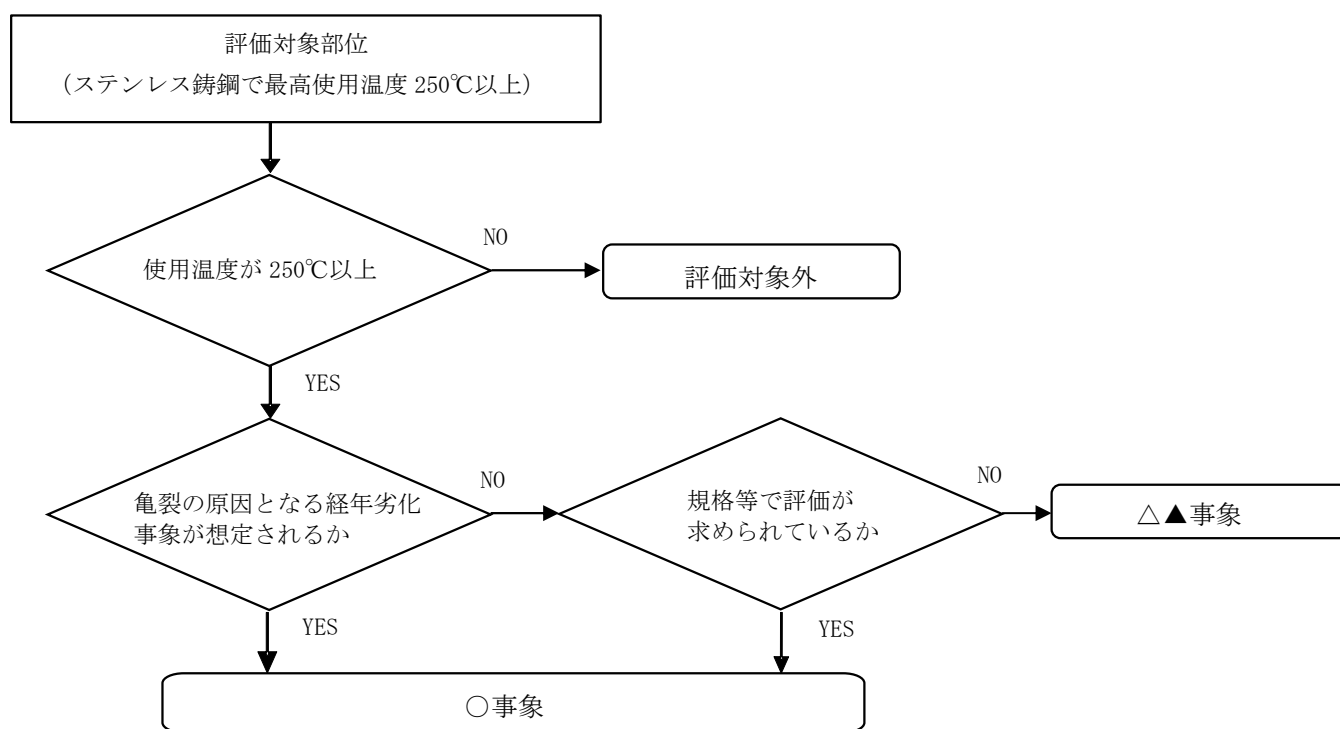 評価対象部位
（ステンレス鋳鋼で最高使用温度 250℃以上）
使用温度が 250℃以上
NO
評価対象外
YES
亀裂の原因となる経年劣化
事象が想定されるか
NO
規格等で評価が
求められているか
NO
△▲事象
YES
YES
○事象